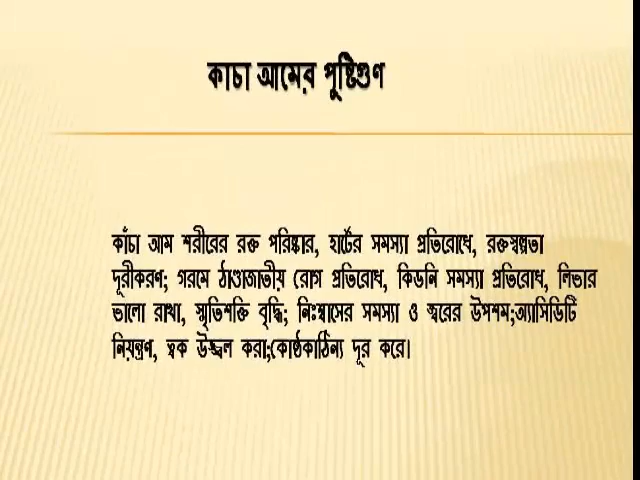 কাচা আমের পুষ্টিগুণ
কাঁচা আম শরীরের রক্ত পরিষ্কার, হার্টের সমস্যা প্রতিরোধে, রক্তস্বল্পতা
দূরীকরণ; গরমে ঠাণ্ডাজাতীয় রোগ প্রতিরোধ, কিডনি সমস্যা প্রতিরোধ, লিভার
ভালো রাখা, স্মৃতিশক্তি বৃদ্ধি; নিঃশ্বাসের সমস্যা ও জ্বরের উপশম;অ্যাসিডিটি
নিয়ন্ত্রণ, ত্বক উজ্জ্বল করা;কোষ্ঠকাঠিন্য দূর করে।